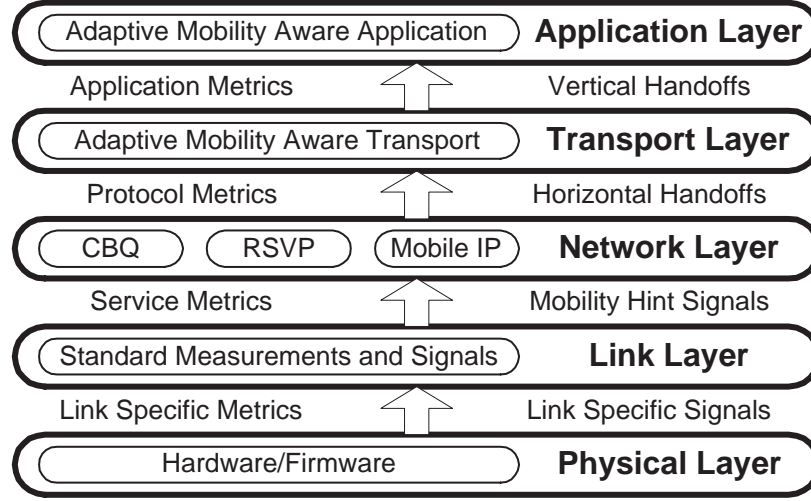 Adaptive Mobility Aware Application Application Layer
Application Metrics Vertical Handoffs
Adaptive Mobility Aware Transport Transport Layer
Protocol Metrics Horizontal Handoffs
CBQ RSVP Mobile IP Network Layer
Service Metrics Mobility Hint Signals
Standard Measurements and Signals Link Layer
Link Specific Metrics Link Specific Signals
Hardware/Firmware Physical Layer